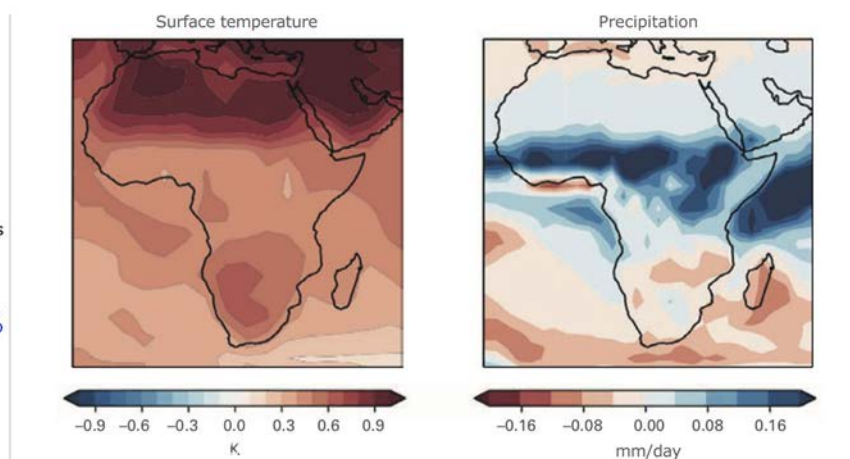 Surface temperature
Precipitation
s
−0.9 −0.6 −0.3 0.0 0.3 0.6 0.9
K
−0.16 −0.08 0.00 0.08 0.16
mm/day